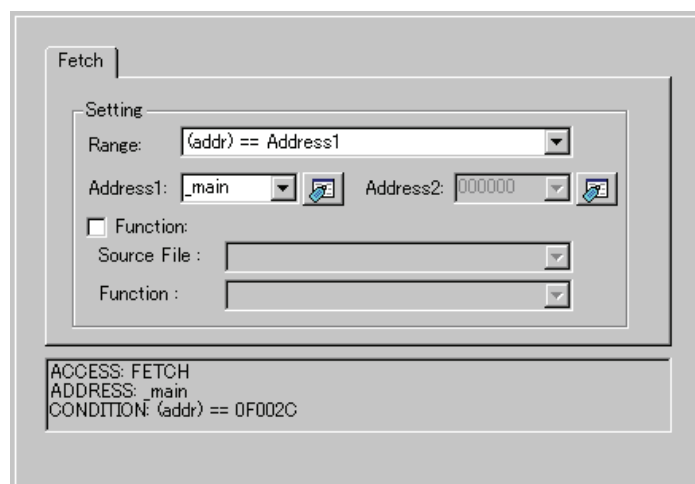 Fetch
Setting
Range: (addr) == Address1
Address1: _main Address2: 000000
Function:
Source File :
Function :
ACCESS: FETCH
ADDRESS: _main
CONDITION: (addr) == 0F002C